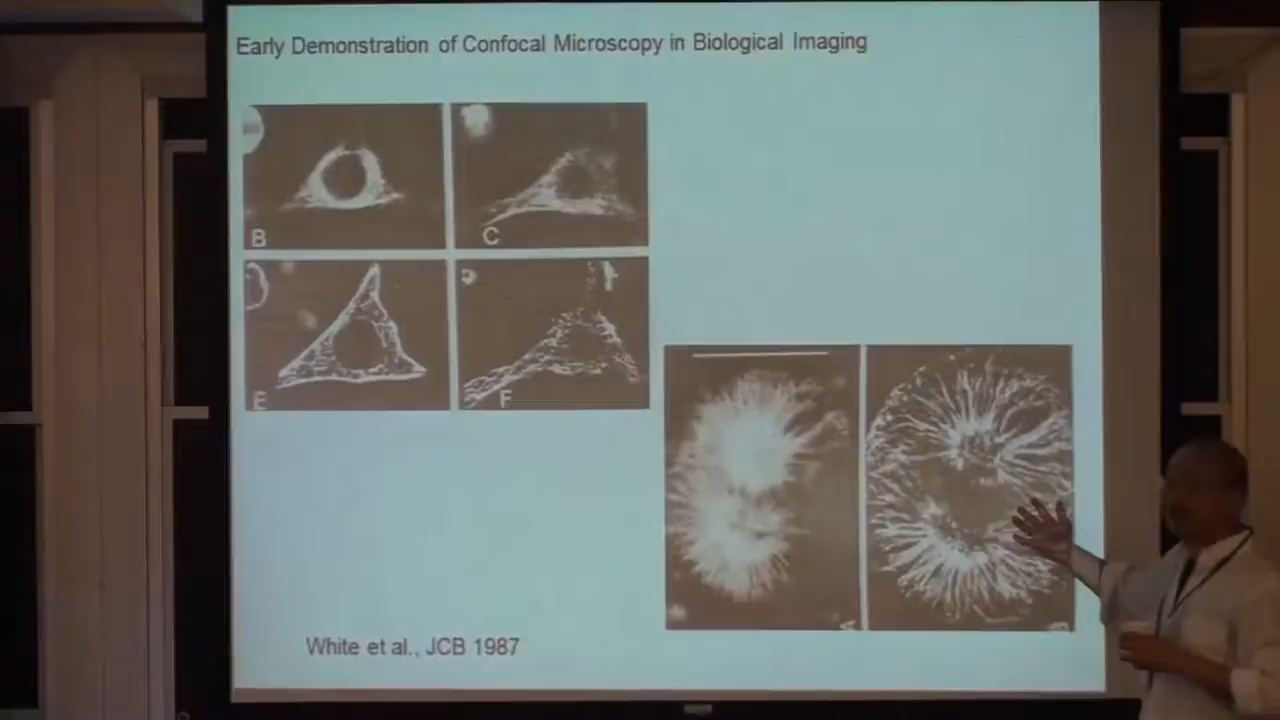 Early Demonstration of Confocal Microscopy in Biological Imaging
B
C
E
F
A
B
White et al., JCB 1987